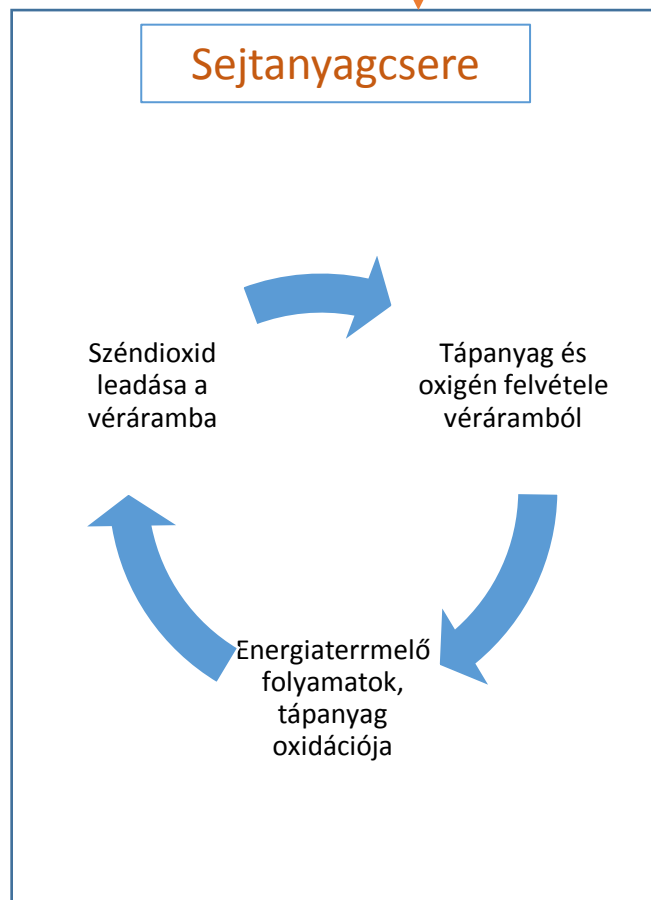 Sejtanyagcsere
Széndioxid
leadása a
véráramba
Tápanyag és
oxigén felvétele
véráramból
Energiaterrmelő
folyamatok,
tápanyag
oxidációja